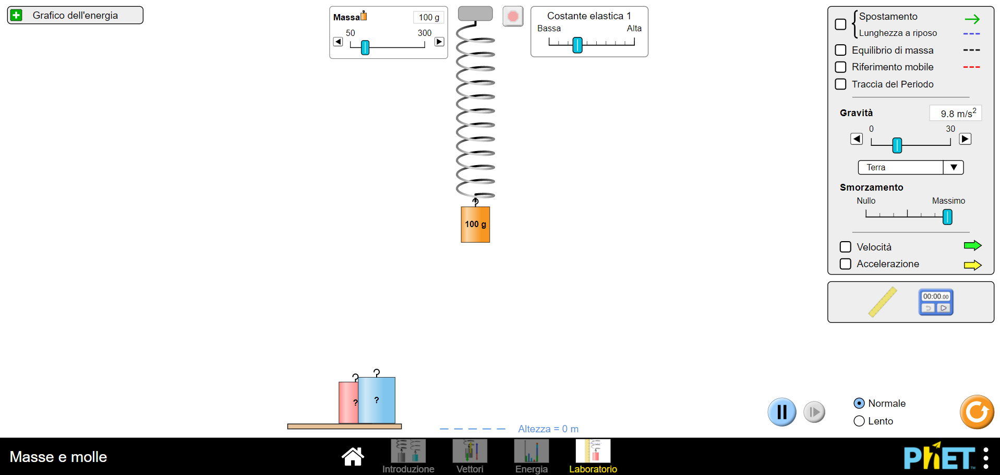 Grafico dell'energia
Massa
100 g
50
300
Costante elastica 1
Bassa
Alta
Spostamento
Lunghezza a riposo
Equilibrio di massa
Riferimento mobile
Traccia del Periodo
Gravità
9.8 m/s²
0
30
Terra
Smorzamento
Nullo
Massimo
Velocità
Accelerazione
00:00.00
100 g
?
?
Altezza = 0 m
Normale
Lento
Masse e molle
Introduzione
Vettori
Energia
Laboratorio
PhET™